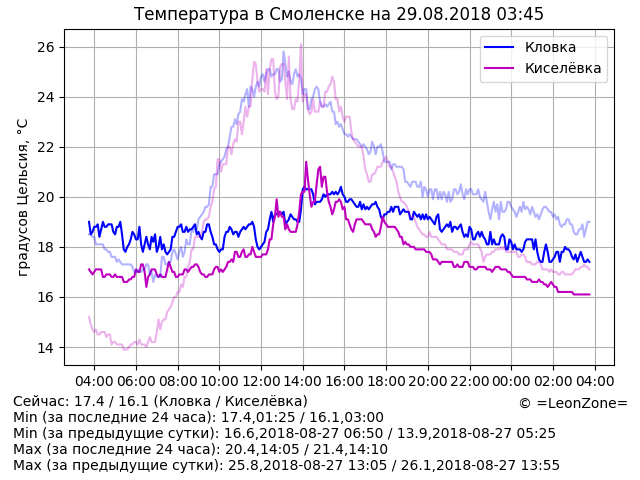 Температура в Смоленске на 29.08.2018 03:45
градусов Цельсия, °C
26
24
22
20
18
16
14
Кловка
Киселёвка
04:00 06:00 08:00 10:00 12:00 14:00 16:00 18:00 20:00 22:00 00:00 02:00 04:00
Сейчас: 17.4 / 16.1 (Кловка / Киселёвка)
© =LeonZone=
Min (за последние 24 часа): 17.4,01:25 / 16.1,03:00
Min (за предыдущие сутки): 16.6,2018-08-27 06:50 / 13.9,2018-08-27 05:25
Max (за последние 24 часа): 20.4,14:05 / 21.4,14:10
Max (за предыдущие сутки): 25.8,2018-08-27 13:05 / 26.1,2018-08-27 13:55